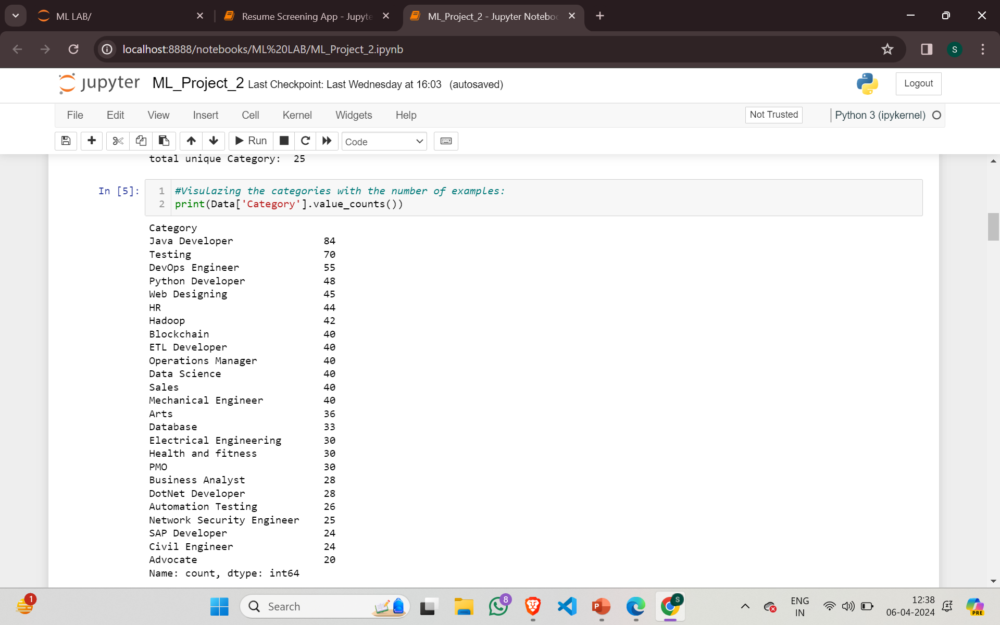 ML LAB/
Resume Screening App - Jupyte
ML_Project_2 - Jupyter Noteboo
localhost:8888/notebooks/ML%20LAB/ML_Project_2.ipynb
S
jupyter ML_Project_2 Last Checkpoint: Last Wednesday at 16:03 (autosaved)
Logout
File Edit View Insert Cell Kernel Widgets Help
Not Trusted
Python 3 (ipykernel)
Run
Code
total unique Category:  25
In [5]:
1 #Visulazing the categories with the number of examples:
2 print(Data['Category'].value_counts())
Category
Java Developer 84
Testing 70
DevOps Engineer 55
Python Developer 48
Web Designing 45
HR 44
Hadoop 42
Blockchain 40
ETL Developer 40
Operations Manager 40
Data Science 40
Sales 40
Mechanical Engineer 40
Arts 36
Database 33
Electrical Engineering 30
Health and fitness 30
PMO 30
Business Analyst 28
DotNet Developer 28
Automation Testing 26
Network Security Engineer 25
SAP Developer 24
Civil Engineer 24
Advocate 20
Name: count, dtype: int64
1
Search
8
P
S
ENG
IN
12:38
06-04-2024
PRE